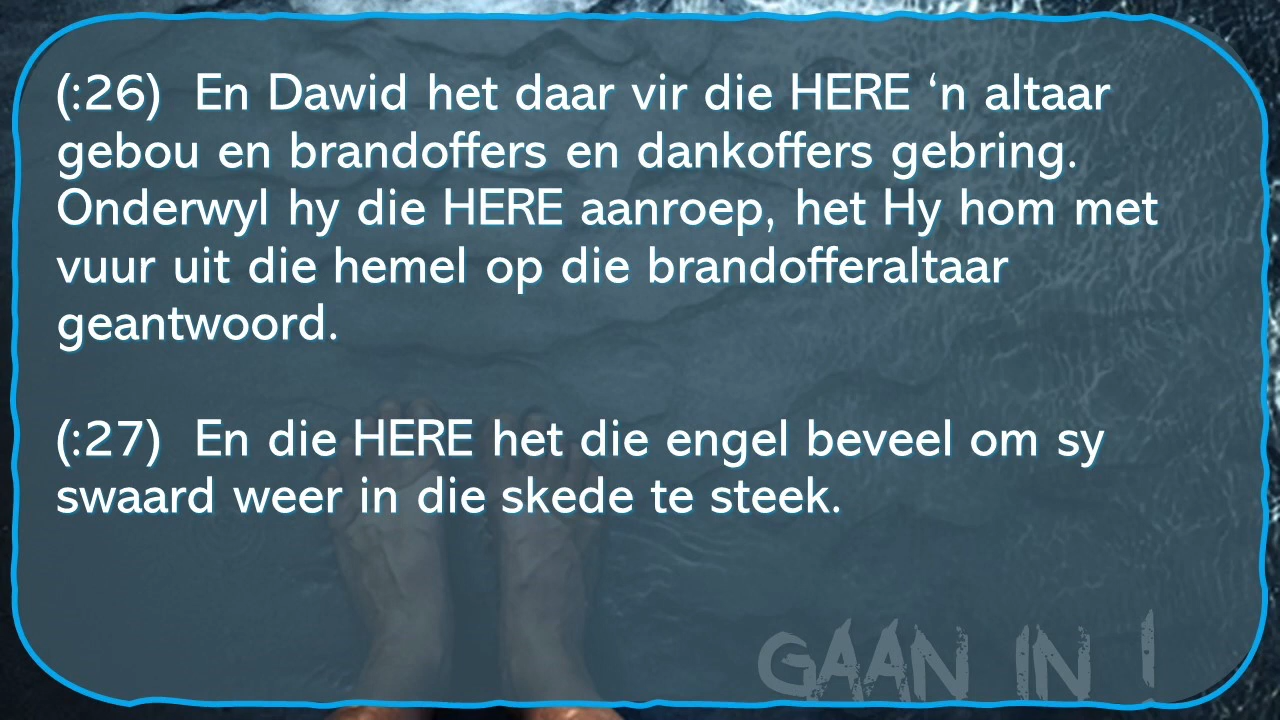 (:26)  En Dawid het daar vir die HERE ‘n altaar
gebou en brandoffers en dankoffers gebring.
Onderwyl hy die HERE aanroep, het Hy hom met
vuur uit die hemel op die brandofferaltaar
geantwoord.
(:27)  En die HERE het die engel beveel om sy
swaard weer in die skede te steek.
GAAN IN !